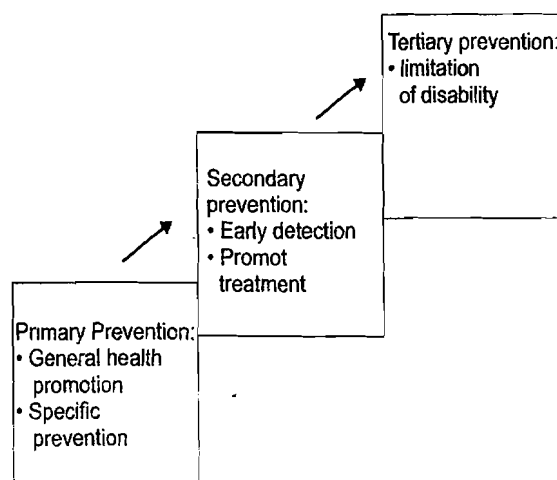 Tertiary prevention:
• limitation
of disability
Secondary
prevention:
• Early detection
• Promot
treatment
Primary Prevention:
• General health
promotion
• Specific
prevention